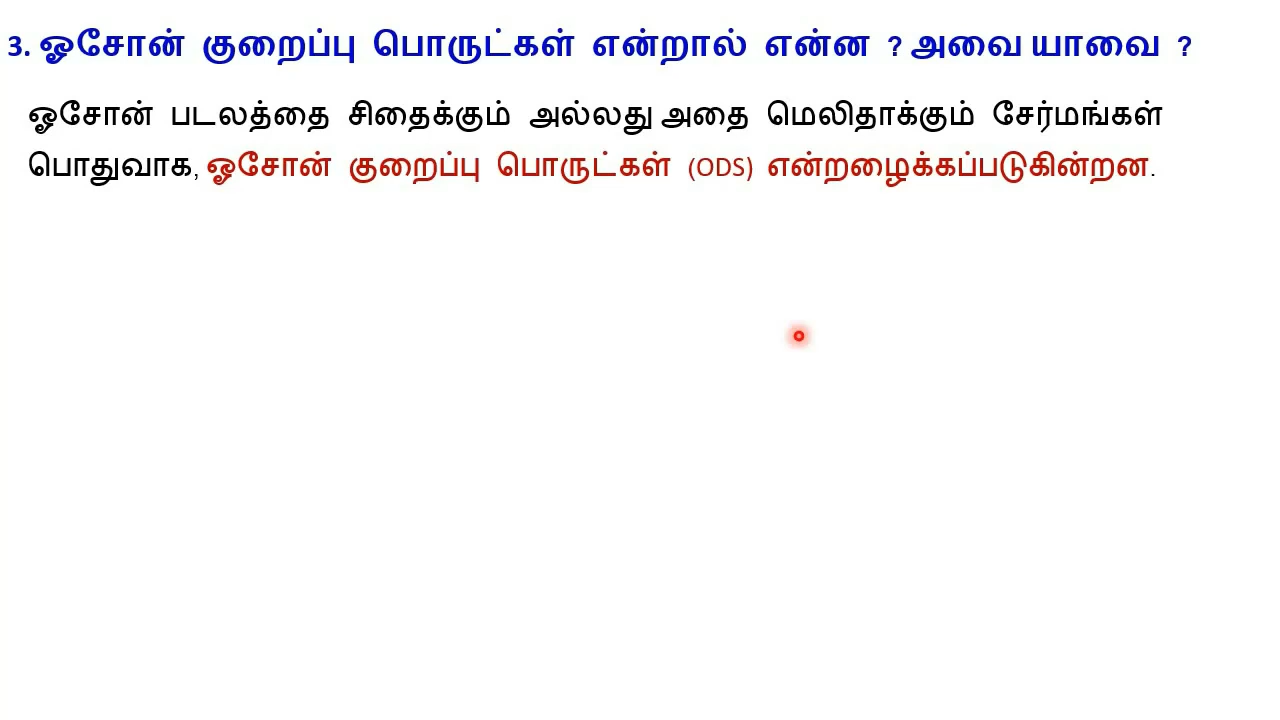 3. ஓசோன் குறைப்பு பொருட்கள் என்றால் என்ன ? அவை யாவை ?
ஓசோன் படலத்தை சிதைக்கும் அல்லது அதை மெலிதாக்கும் சேர்மங்கள்
பொதுவாக, ஓசோன் குறைப்பு பொருட்கள் (ODS) என்றழைக்கப்படுகின்றன.